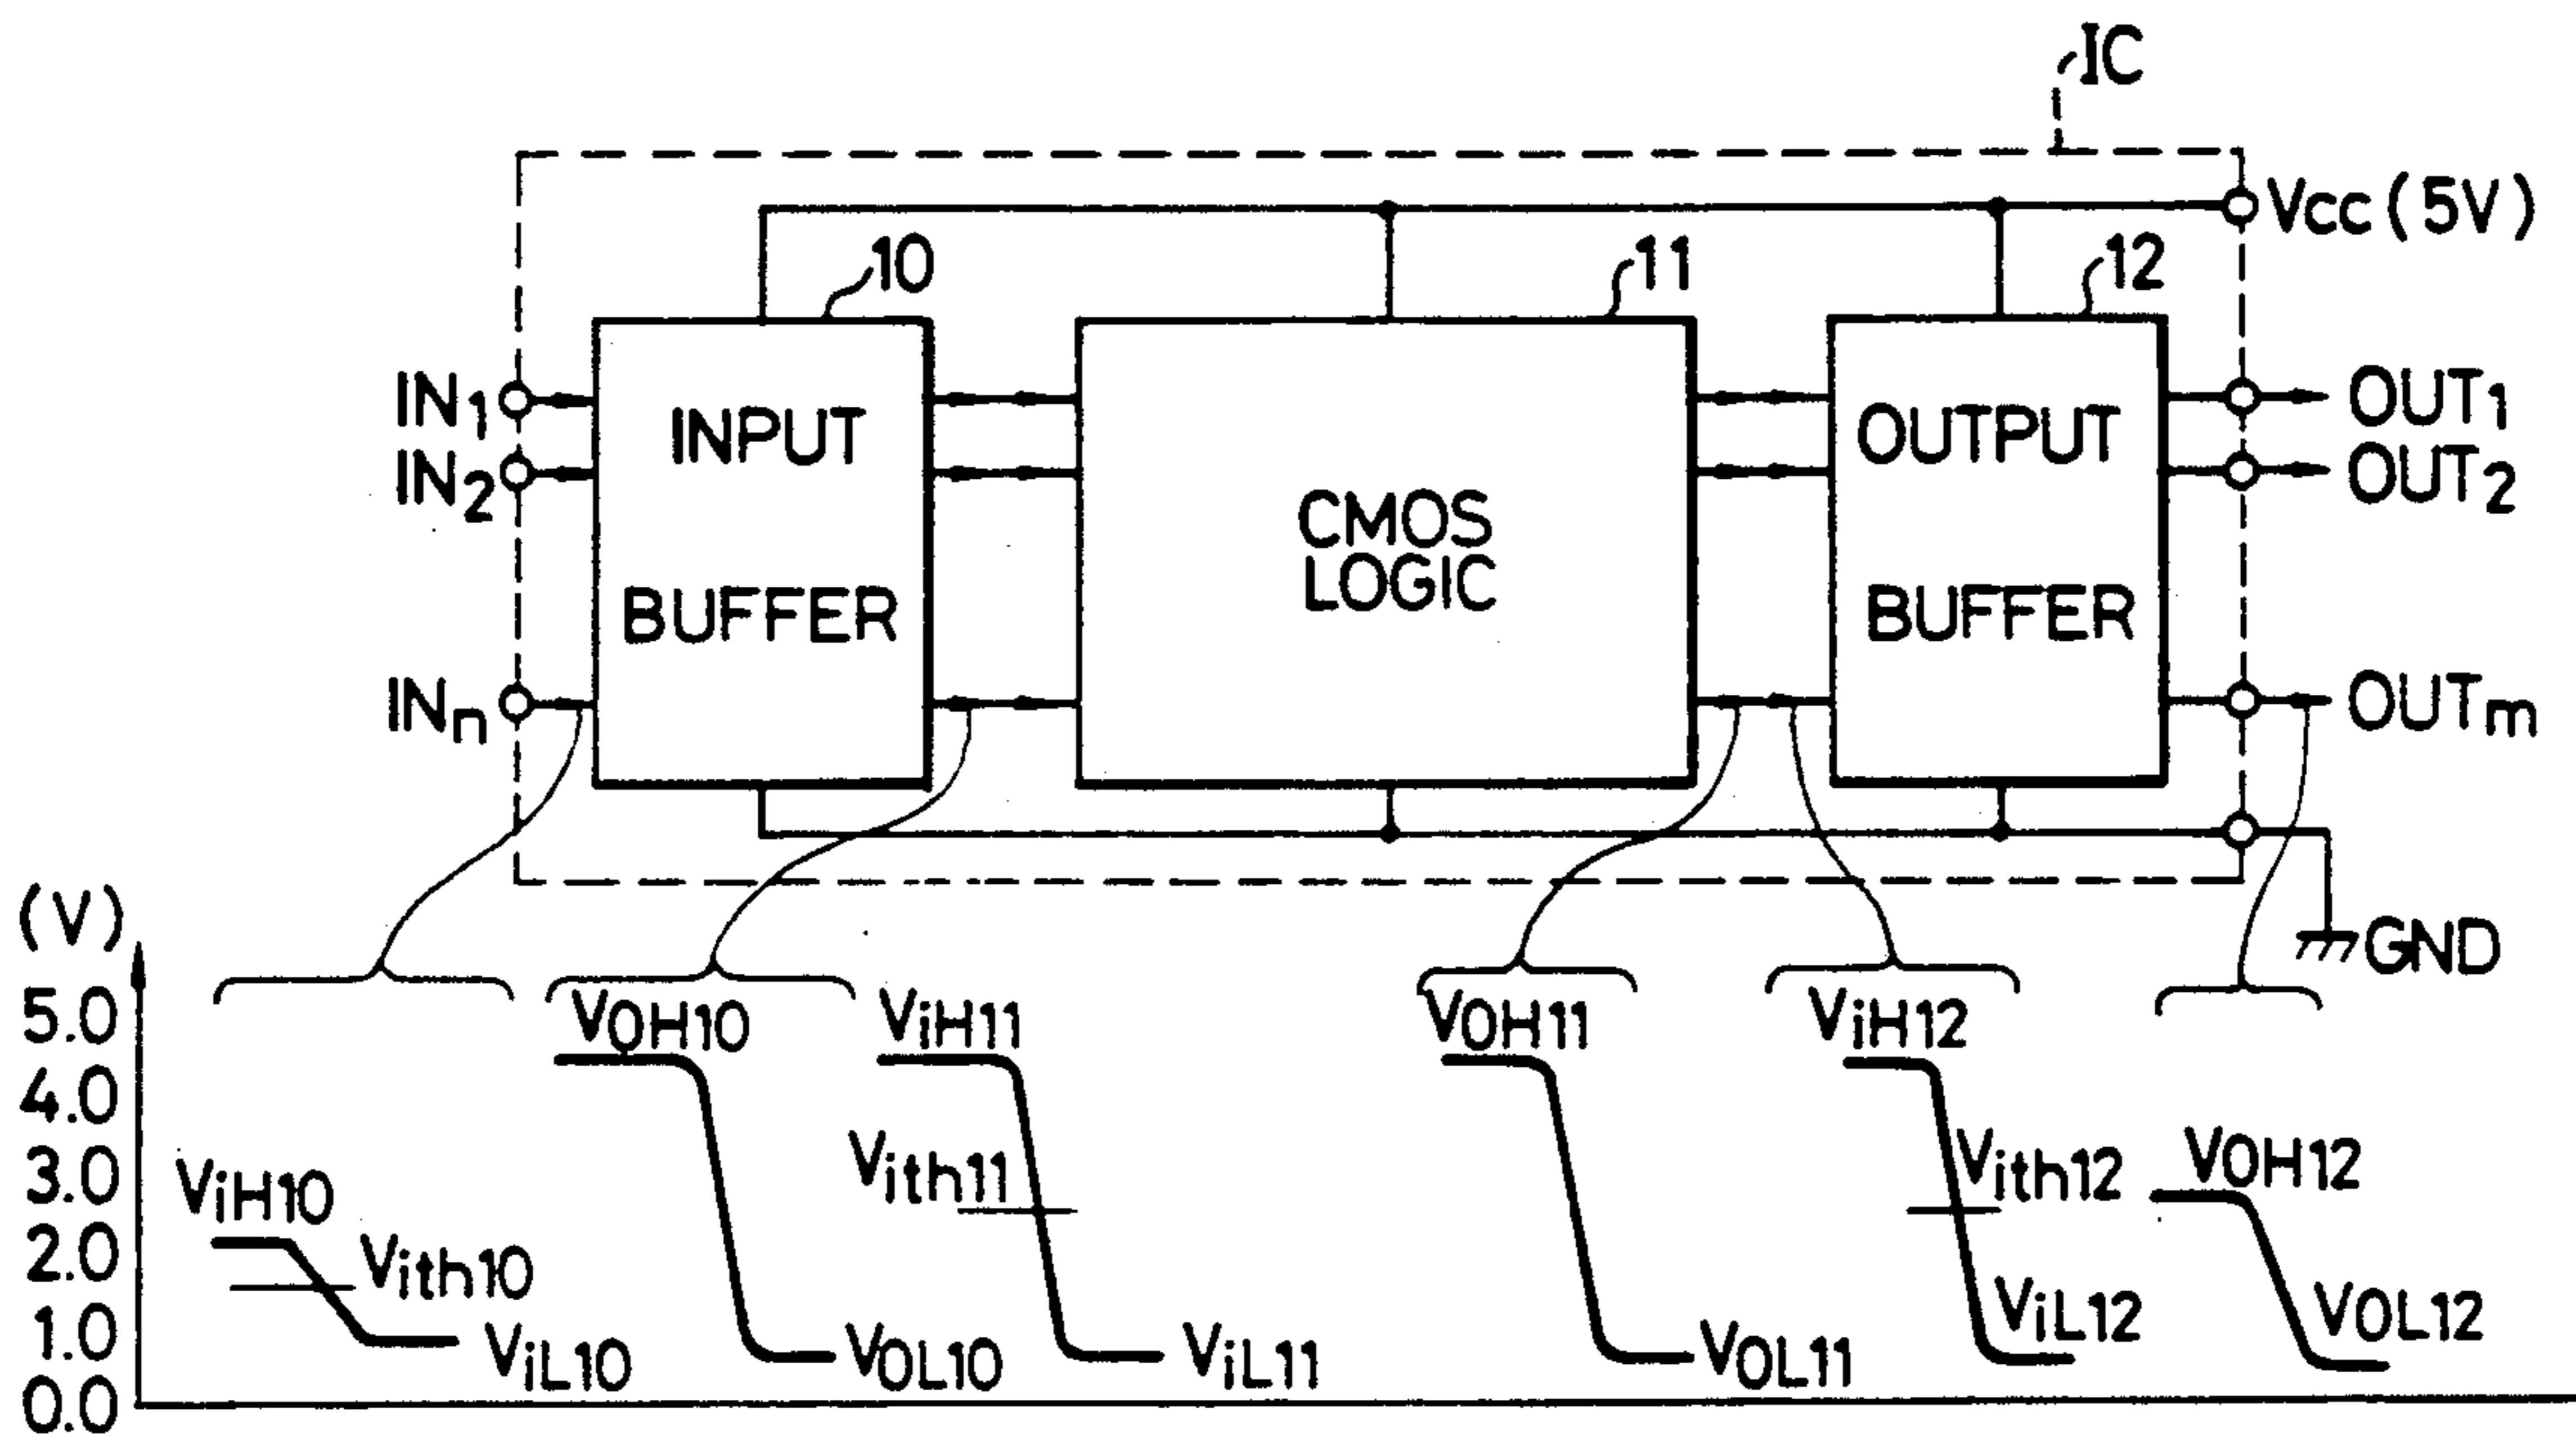 IC
Vcc (5V)
10
11
12
IN1
IN2
INn
INPUT
BUFFER
CMOS
LOGIC
OUTPUT
BUFFER
OUT1
OUT2
OUTm
GND
(V)
5.0
4.0
3.0
2.0
1.0
0.0
ViH10
Vith10
ViL10
VOH10
VOL10
ViH11
Vith11
ViL11
VOH11
VOL11
ViH12
Vith12
ViL12
VOH12
VOL12